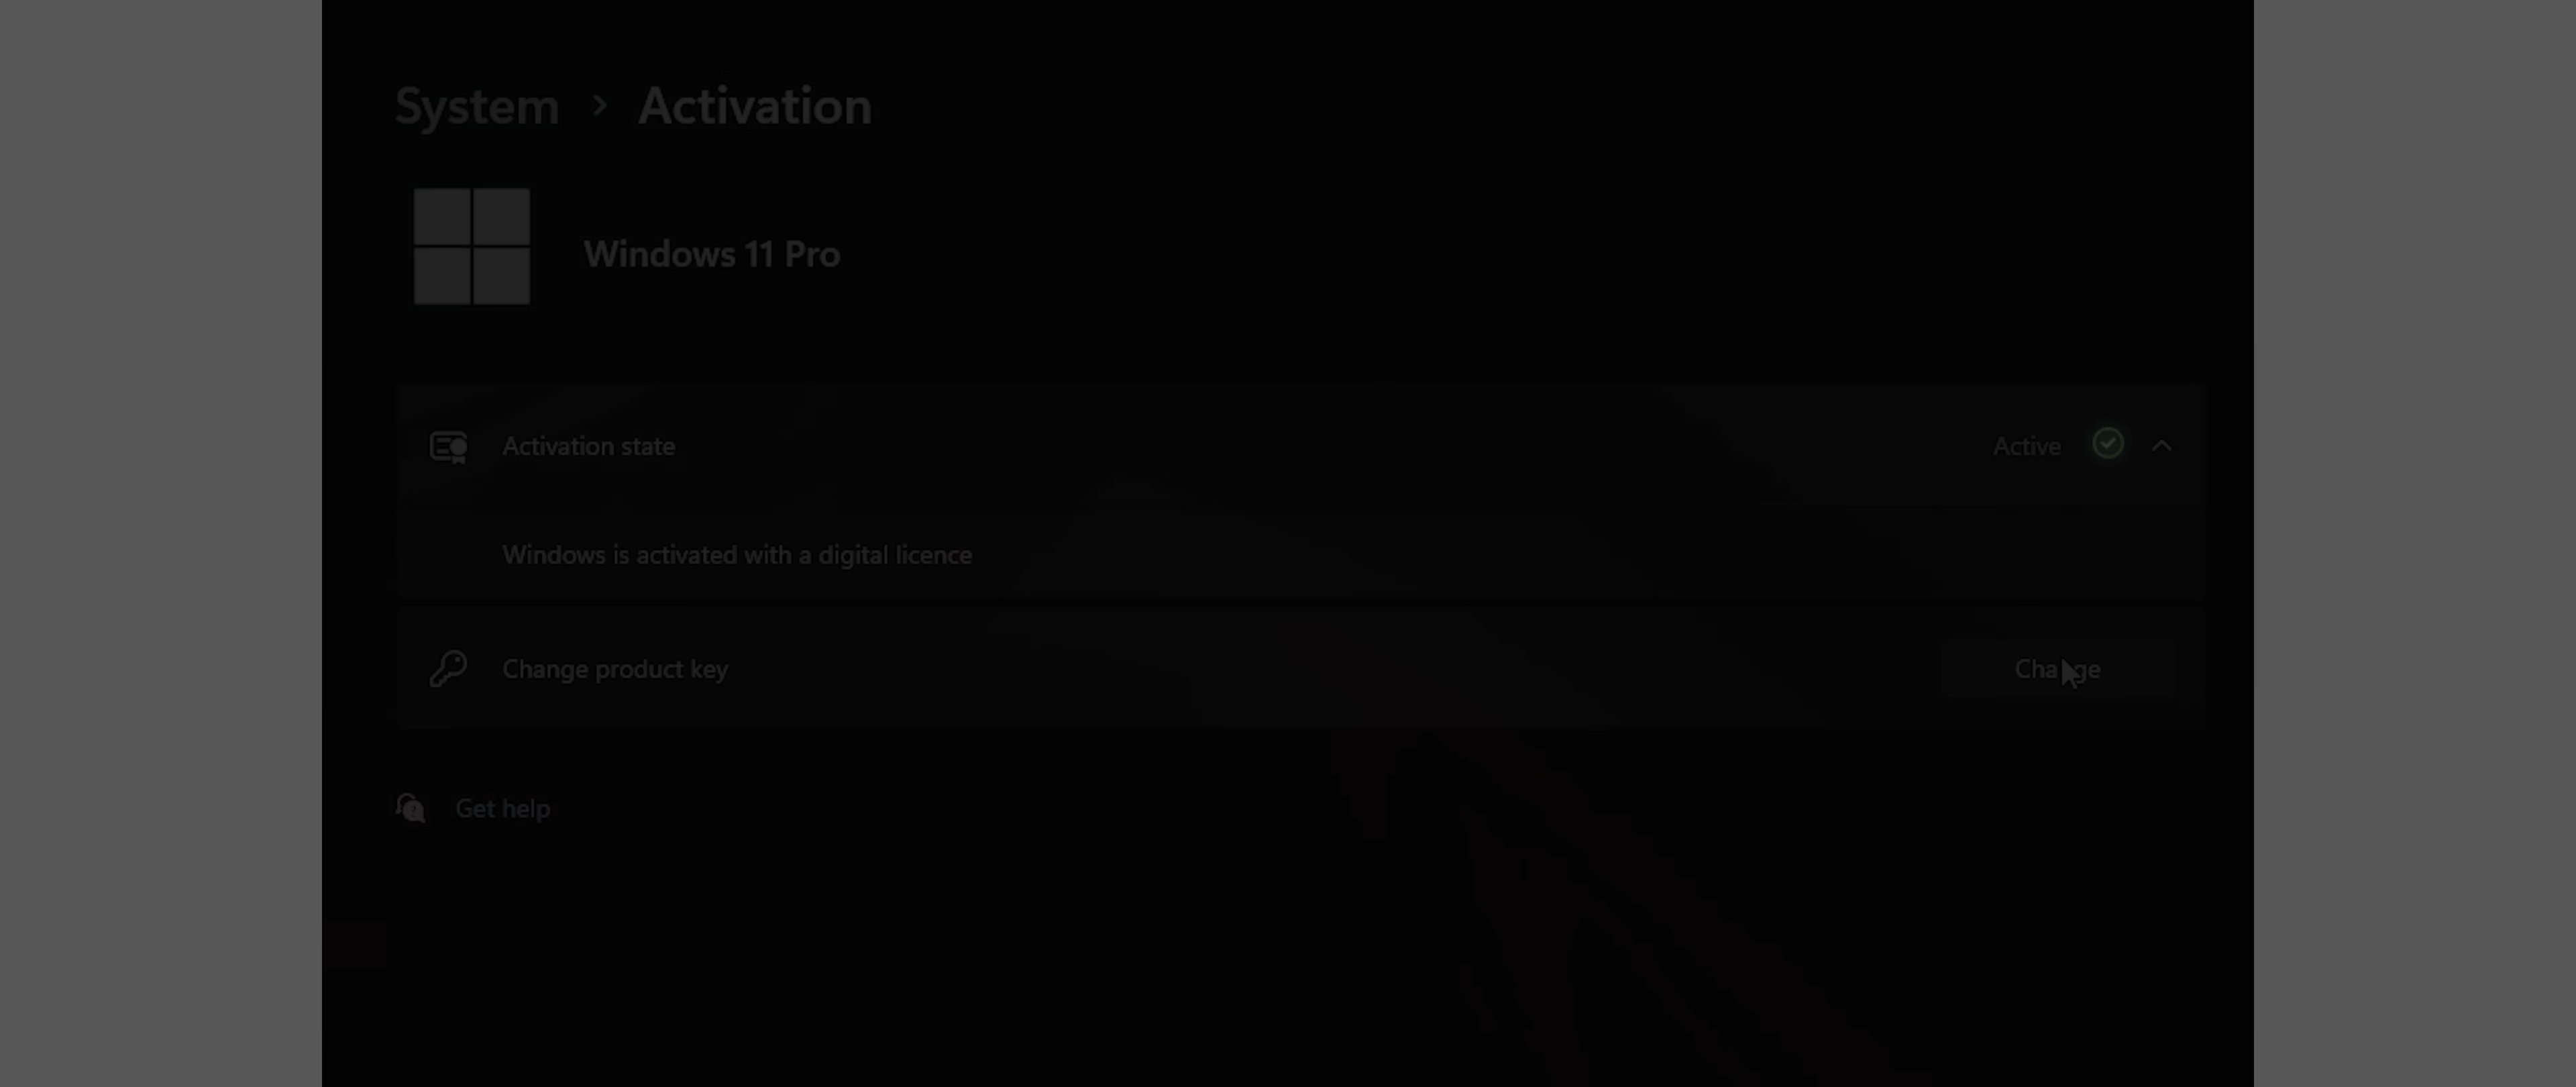 System > Activation
Windows 11 Pro
Activation state
Active
Windows is activated with a digital licence
Change product key
Change
Get help